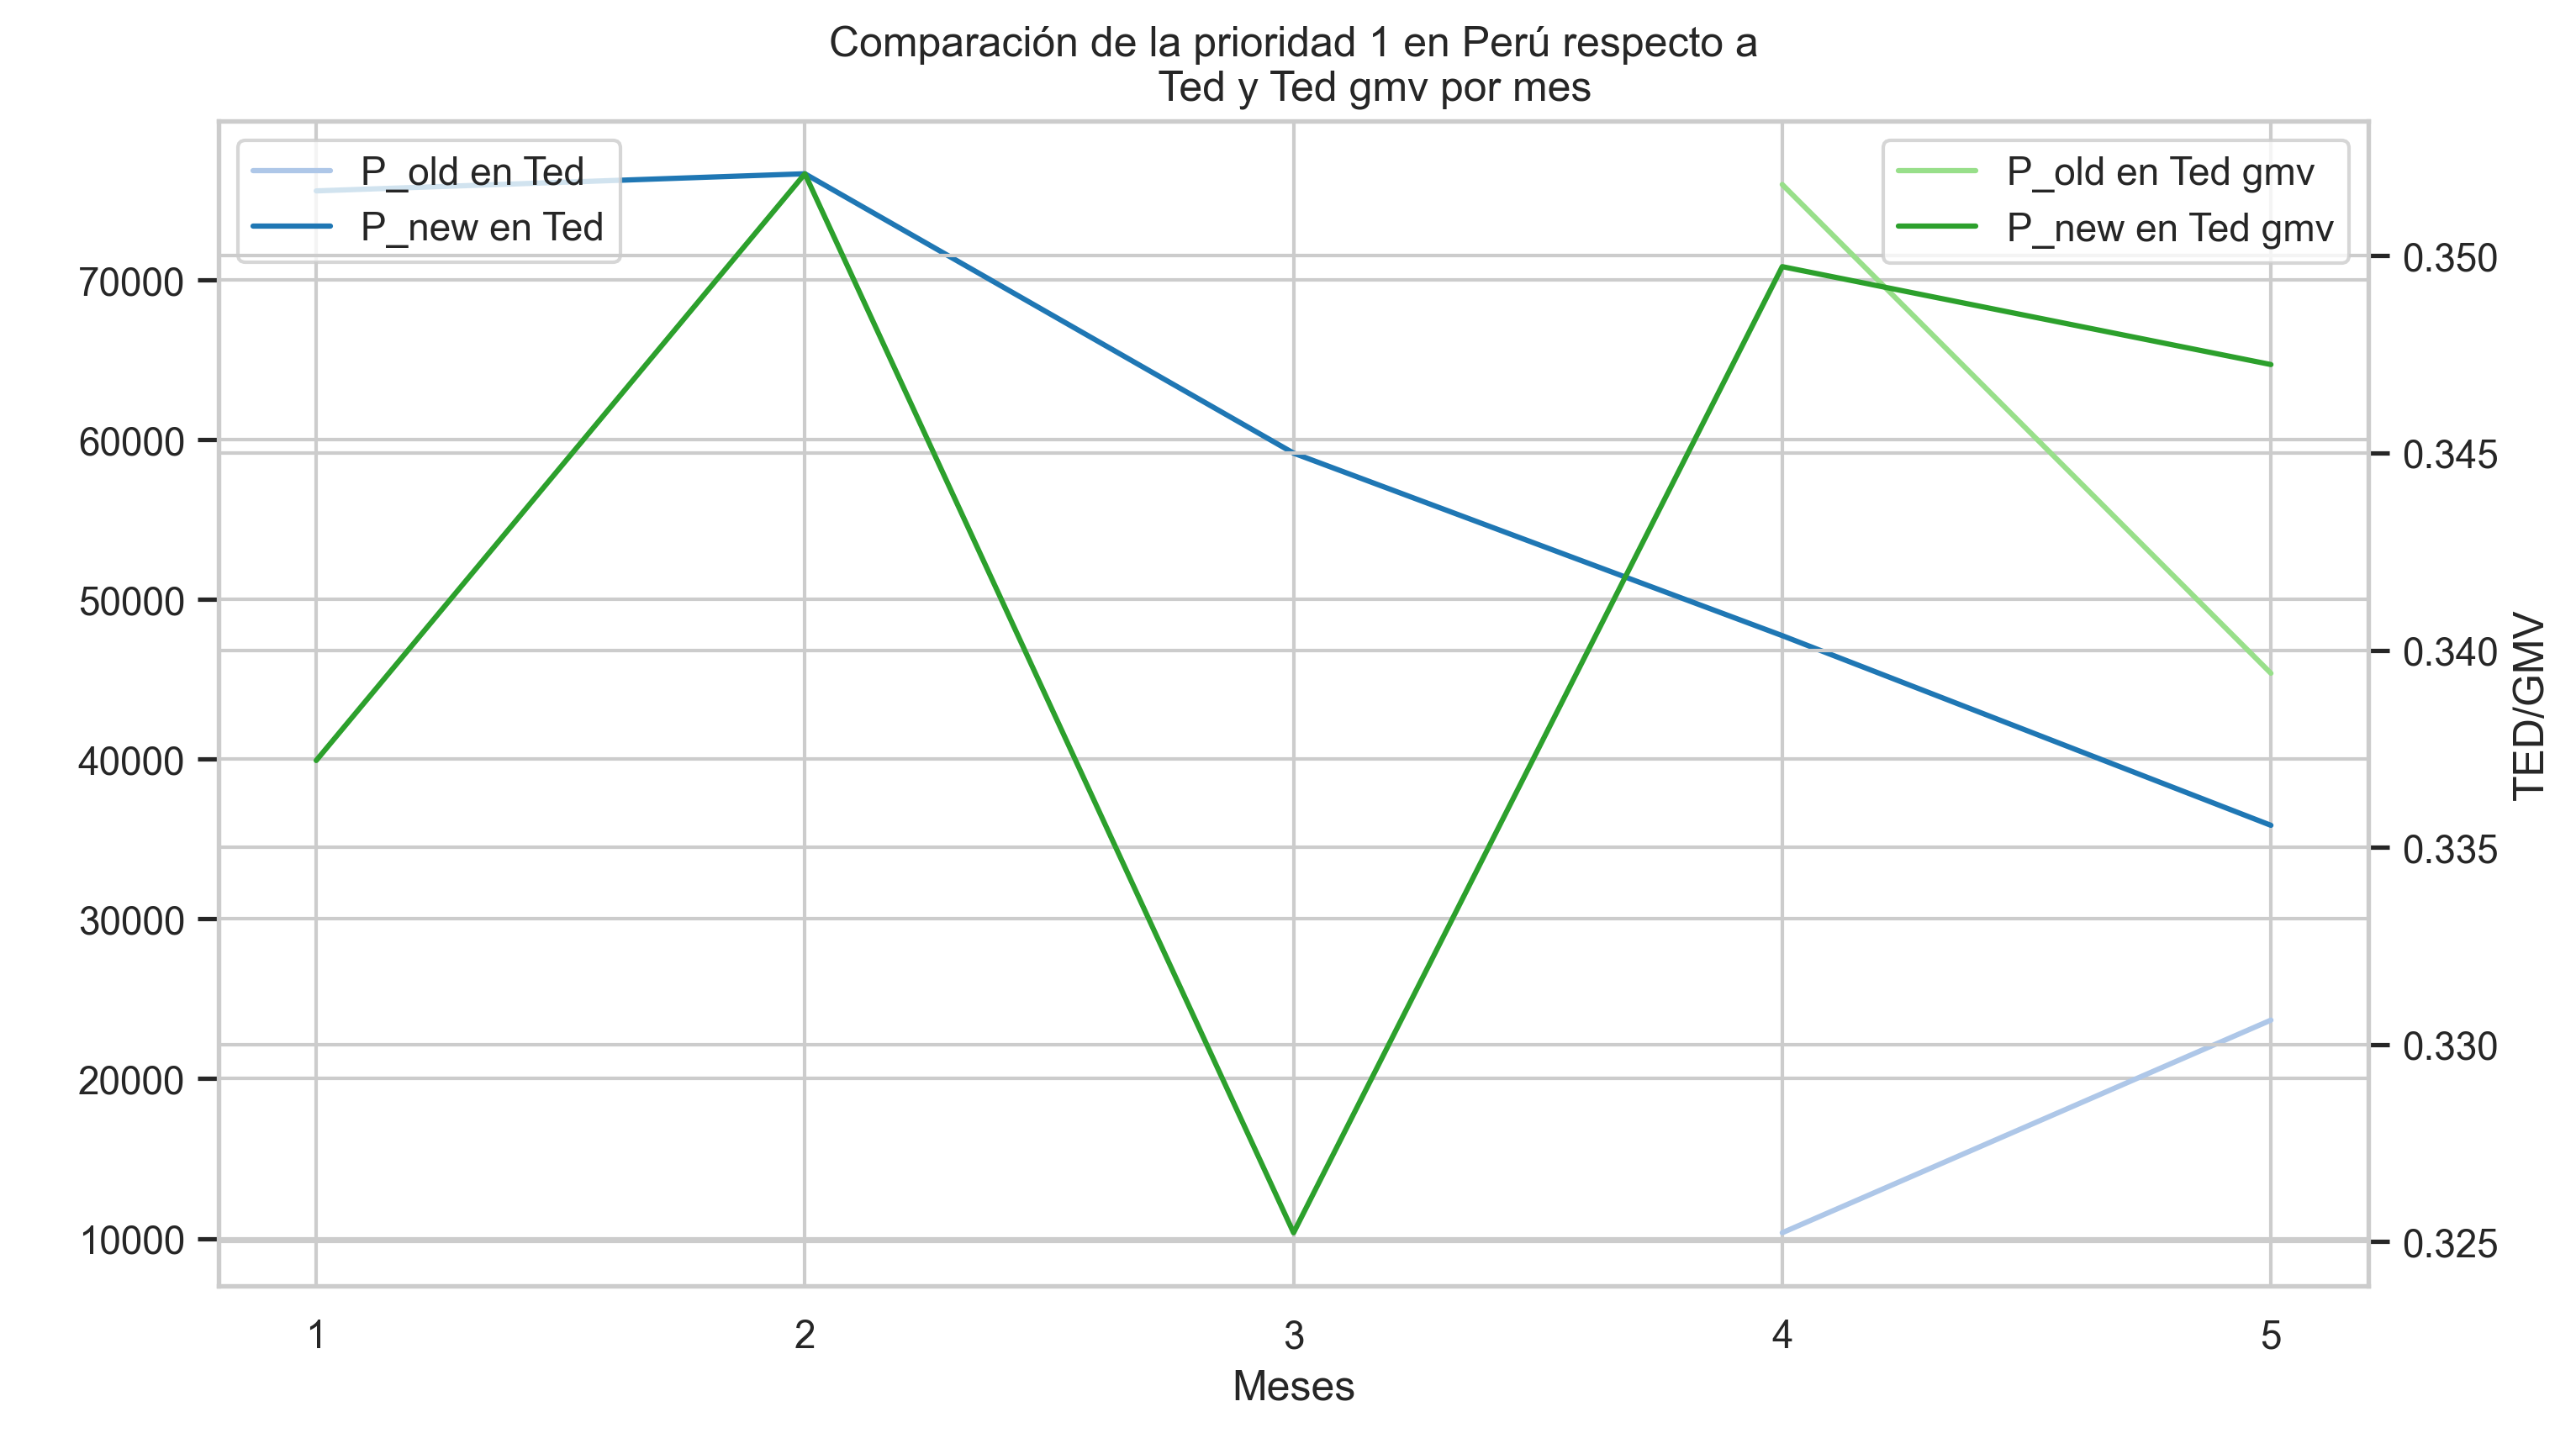 Comparación de la prioridad 1 en Perú respecto a
Ted y Ted gmv por mes
P_old en Ted
P_new en Ted
P_old en Ted gmv
P_new en Ted gmv
70000
60000
50000
40000
30000
20000
10000
0.350
0.345
0.340
0.335
0.330
0.325
TED/GMV
1 2 3 4 5
Meses